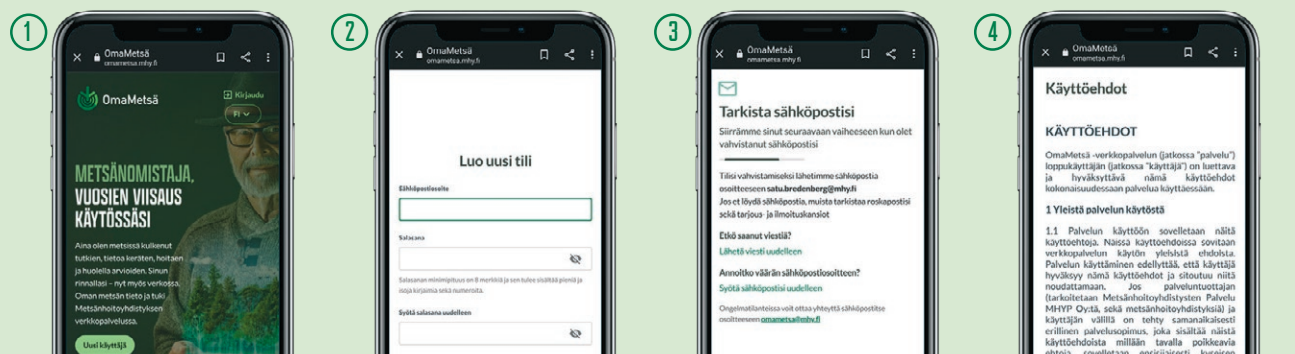 1
OmaMetsä
omametsa.mhy.fi
OmaMetsä
Kirjaudu
FI
METSÄNOMISTAJA,
VUOSIEN VIISAUS
KÄYTÖSSÄSI
Aina olen metsissä kulkenut
tutkien, tietoa keräten, hoitaen
ja huolella arvioiden. Sinun
rinnallasi – nyt myös verkossa.
Oman metsän tieto ja tuki
Metsänhoitoyhdistyksen
verkkopalvelussa.
Uusi käyttäjä
2
OmaMetsä
omametsa.mhy.fi
Luo uusi tili
Sähköpostiosoite
Salasana
Salasanan minimipituus on 8 merkkiä ja sen tulee sisältää pieniä ja
isoja kirjaimia sekä numeroita.
Syötä salasana uudelleen
3
OmaMetsä
omametsa.mhy.fi
Tarkista sähköpostisi
Siirrämme sinut seuraavaan vaiheeseen kun olet
vahvistanut sähköpostisi
Tilisi vahvistamiseksi lähetimme sähköpostia
osoitteeseen satu.bredenberg@mhy.fi
Jos et löydä sähköpostia, muista tarkistaa roskapostisi
sekä tarjous- ja ilmoituskansiot
Etkö saanut viestiä?
Lähetä viesti uudelleen
Annoitko väärän sähköpostiosoitteen?
Syötä sähköpostisi uudelleen
Ongelmatilanteissa voit ottaa yhteyttä sähköpostitse
osoitteeseen omametsa@mhy.fi
4
OmaMetsä
omametsa.mhy.fi
Käyttöehdot
KÄYTTÖEHDOT
OmaMetsä -verkkopalvelun (jatkossa "palvelu")
loppukäyttäjän (jatkossa "käyttäjä") on luettava
ja hyväksyttävä nämä käyttöehdot
kokonaisuudessaan palvelua käyttäessään.
1 Yleistä palvelun käytöstä
1.1 Palvelun käyttöön sovelletaan näitä
käyttöehtoja. Näissä käyttöehdoissa sovitaan
verkkopalvelun käytön yleisistä ehdoista.
Palvelun käyttäminen edellyttää, että käyttäjä
hyväksyy nämä käyttöehdot ja sitoutuu niitä
noudattamaan. Jos palveluntuottajan
(tarkoitetaan Metsänhoitoyhdistysten Palvelu
MHYP Oy:tä, sekä metsänhoitoyhdistyksiä) ja
käyttäjän välillä on tehty samanaikaisesti
erillinen palvelusopimus, joka sisältää näistä
käyttöehdoista millään tavalla poikkeavia
ehtoja, sovelletaan ensisijaisesti kyseisen